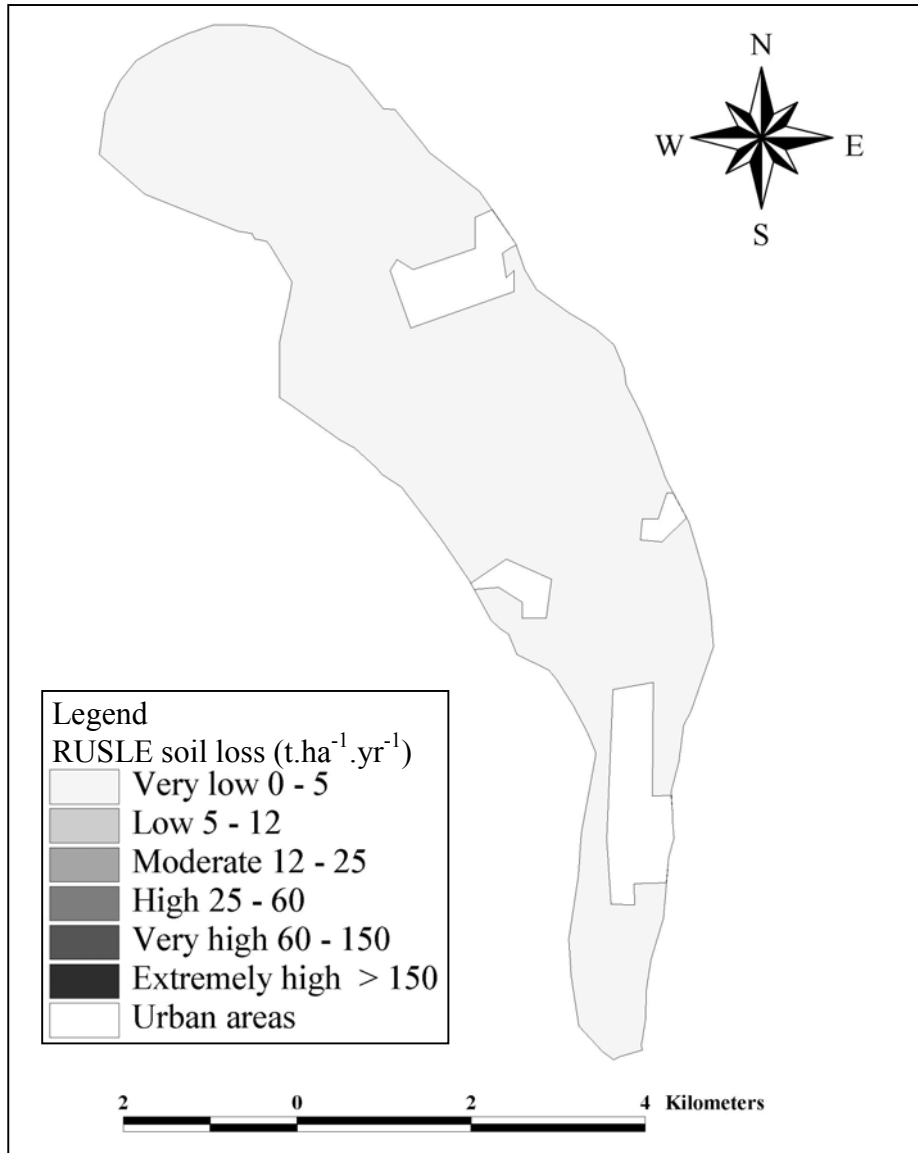 N
W E
S
Legend
RUSLE soil loss (t.ha⁻¹.yr⁻¹)
Very low 0 - 5
Low 5 - 12
Moderate 12 - 25
High 25 - 60
Very high 60 - 150
Extremely high > 150
Urban areas
2 0 2 4 Kilometers